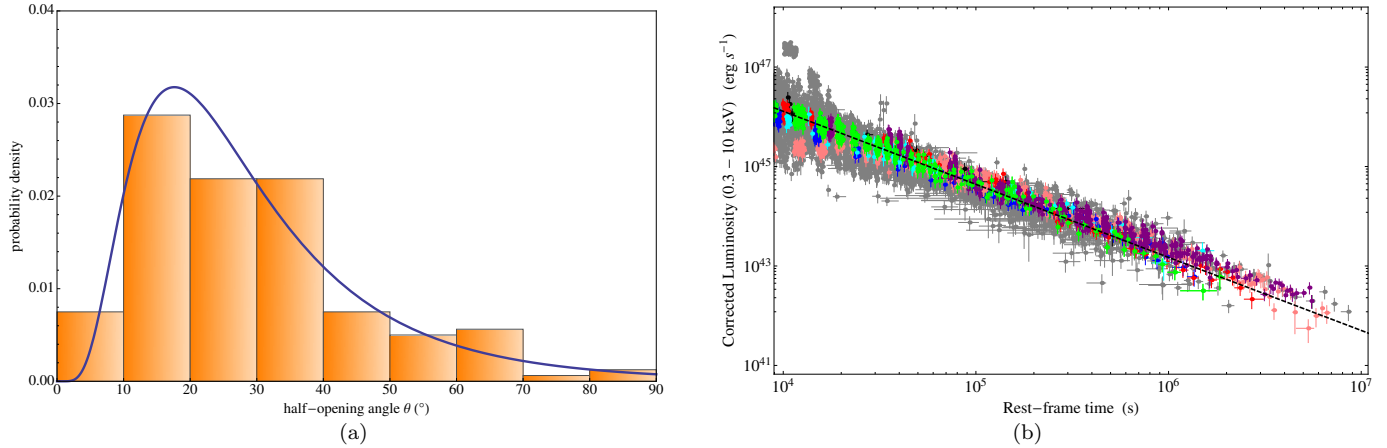 0.04
0.03
0.02
0.01
0.00
probability density
0 10 20 30 40 50 60 70 80 90
half−opening angle θ (°)
(a)
10^47
10^45
10^43
10^41
Corrected Luminosity (0.3 − 10 keV) (erg s^−1)
10^4 10^5 10^6 10^7
Rest−frame time (s)
(b)